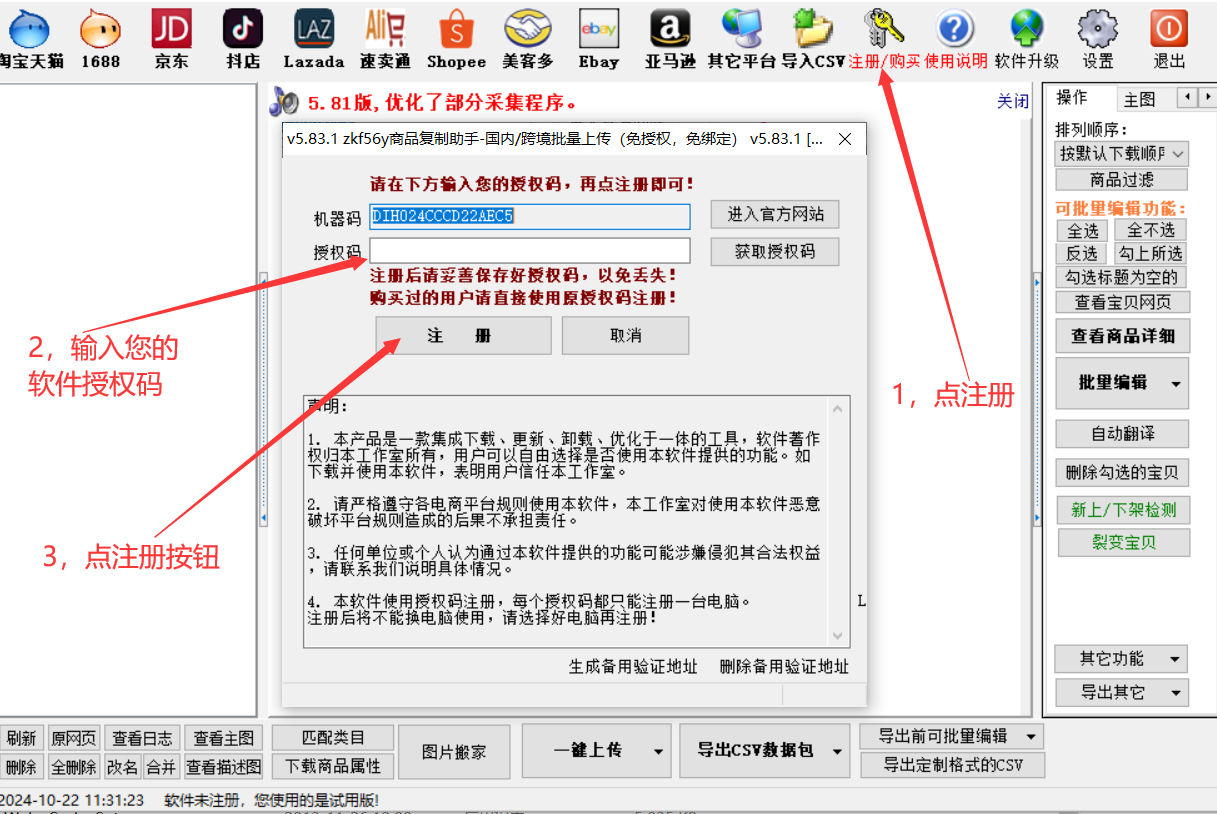 JD
LAZ
Ali
ebay
a
淘宝天猫 1688 京东 抖店 Lazada 速卖通 Shopee 美客多 Ebay 亚马逊 其它平台 导入CSV 注册/购买 使用说明 软件升级 设置 退出
5.81版,优化了部分采集程序。
关闭
操作 主图
v5.83.1 zkf56y商品复制助手-国内/跨境批量上传（免授权，免绑定） v5.83.1 [...
请在下方输入您的授权码，再点注册即可！
机器码 DIH024CCCD22AEC5 进入官方网站
授权码 获取授权码
注册后请妥善保存好授权码，以免丢失！
购买过的用户请直接使用原授权码注册！
注 册 取消
声明：
1. 本产品是一款集成下载、更新、卸载、优化于一体的工具，软件著作
权归本工作室所有，用户可以自由选择是否使用本软件提供的功能。如
下载并使用本软件，表明用户信任本工作室。
2. 请严格遵守各电商平台规则使用本软件，本工作室对使用本软件恶意
破坏平台规则造成的后果不承担责任。
3. 任何单位或个人认为通过本软件提供的功能可能涉嫌侵犯其合法权益
，请联系我们说明具体情况。
4. 本软件使用授权码注册，每个授权码都只能注册一台电脑。
注册后将不能换电脑使用，请选择好电脑再注册！
生成备用验证地址 删除备用验证地址
L
1，点注册
2，输入您的
软件授权码
3，点注册按钮
排列顺序：
按默认下载顺序
商品过滤
可批量编辑功能：
全选 全不选
反选 勾上所选
勾选标题为空的
查看宝贝网页
查看商品详细
批量编辑
自动翻译
删除勾选的宝贝
新上/下架检测
裂变宝贝
其它功能
导出其它
刷新 原网页 查看日志 查看主图 匹配类目
删除 全删除 改名 合并 查看描述图 下载商品属性
图片搬家 一键上传 导出CSV数据包
导出前可批量编辑
导出定制格式的CSV
2024-10-22 11:31:23 软件未注册，您使用的是试用版!